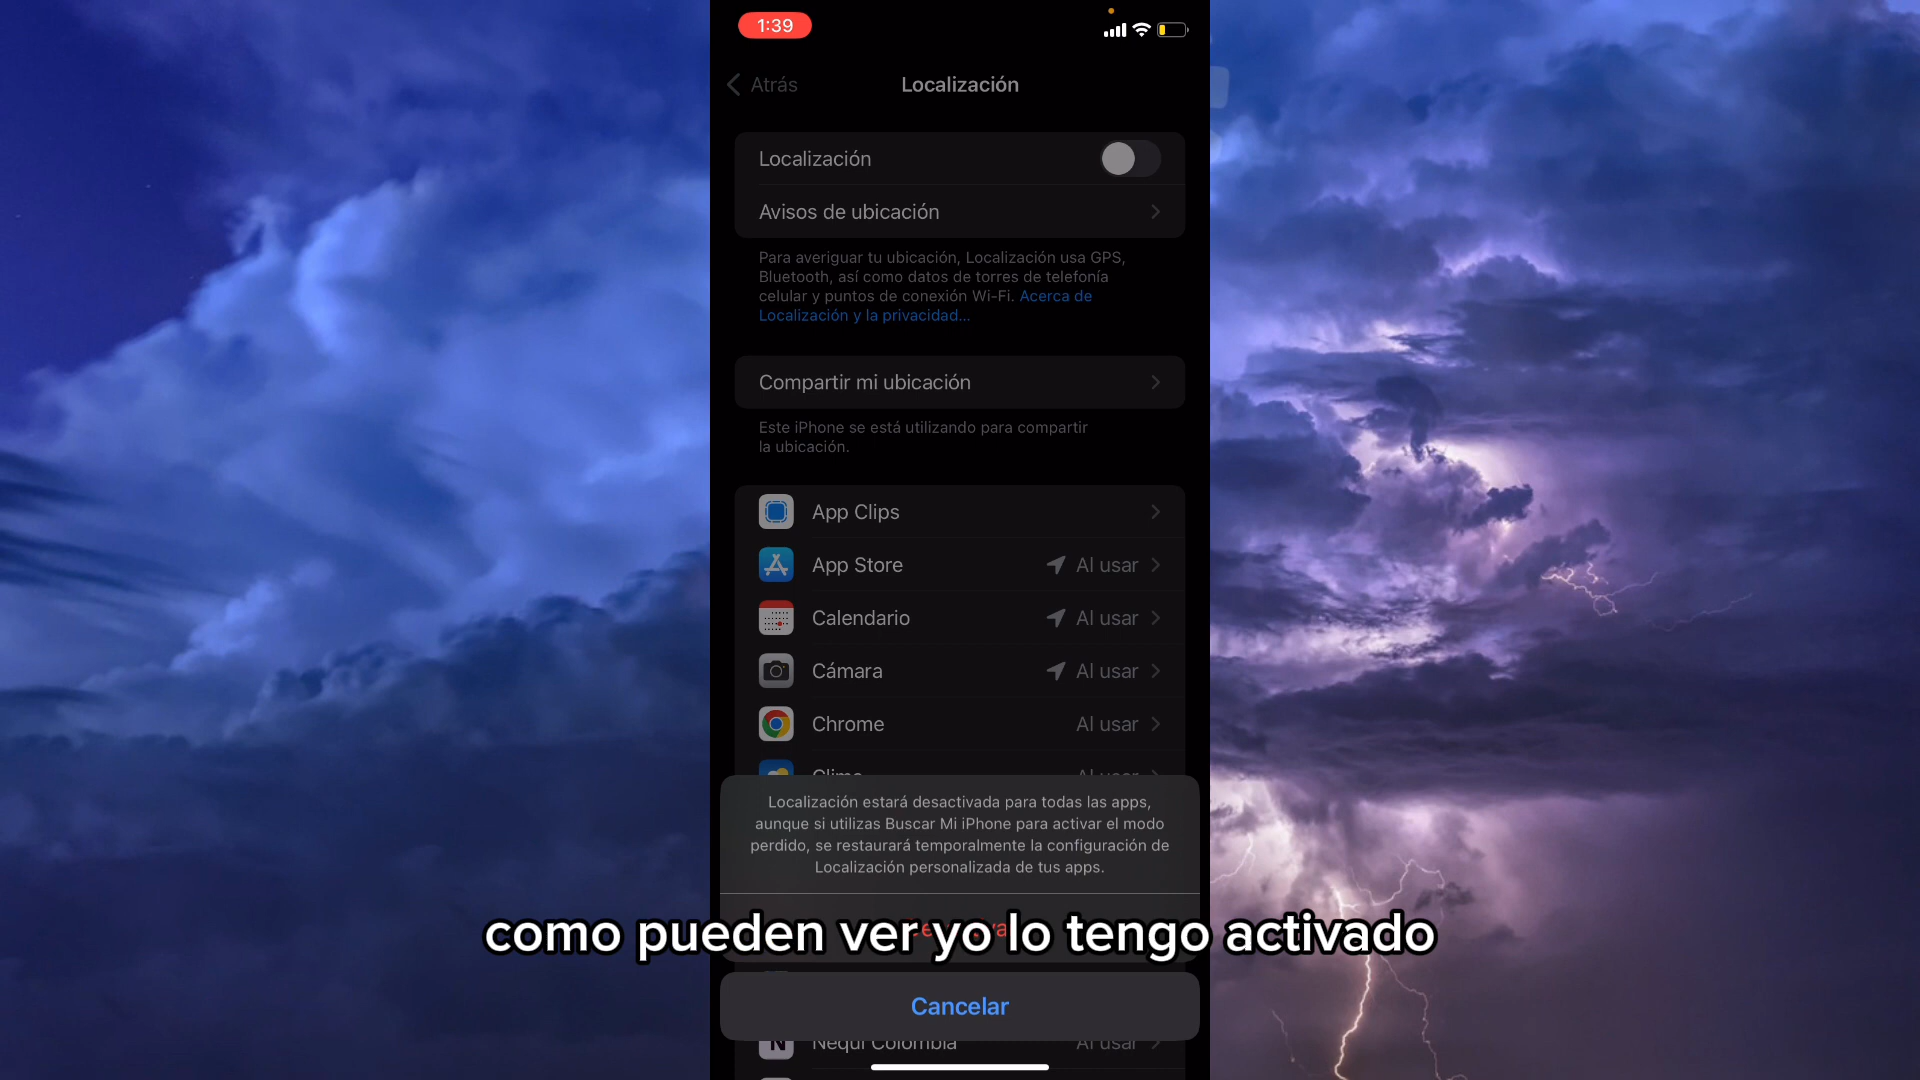 1:39
Atrás
Localización
Localización
Avisos de ubicación
Para averiguar tu ubicación, Localización usa GPS,
Bluetooth, así como datos de torres de telefonía
celular y puntos de conexión Wi-Fi. Acerca de
Localización y la privacidad...
Compartir mi ubicación
Este iPhone se está utilizando para compartir
la ubicación.
App Clips
App Store Al usar
Calendario Al usar
Cámara Al usar
Chrome Al usar
Localización estará desactivada para todas las apps,
aunque si utilizas Buscar Mi iPhone para activar el modo
perdido, se restaurará temporalmente la configuración de
Localización personalizada de tus apps.
como pueden ver yo lo tengo activado
Cancelar
Nequi Colombia Al usar